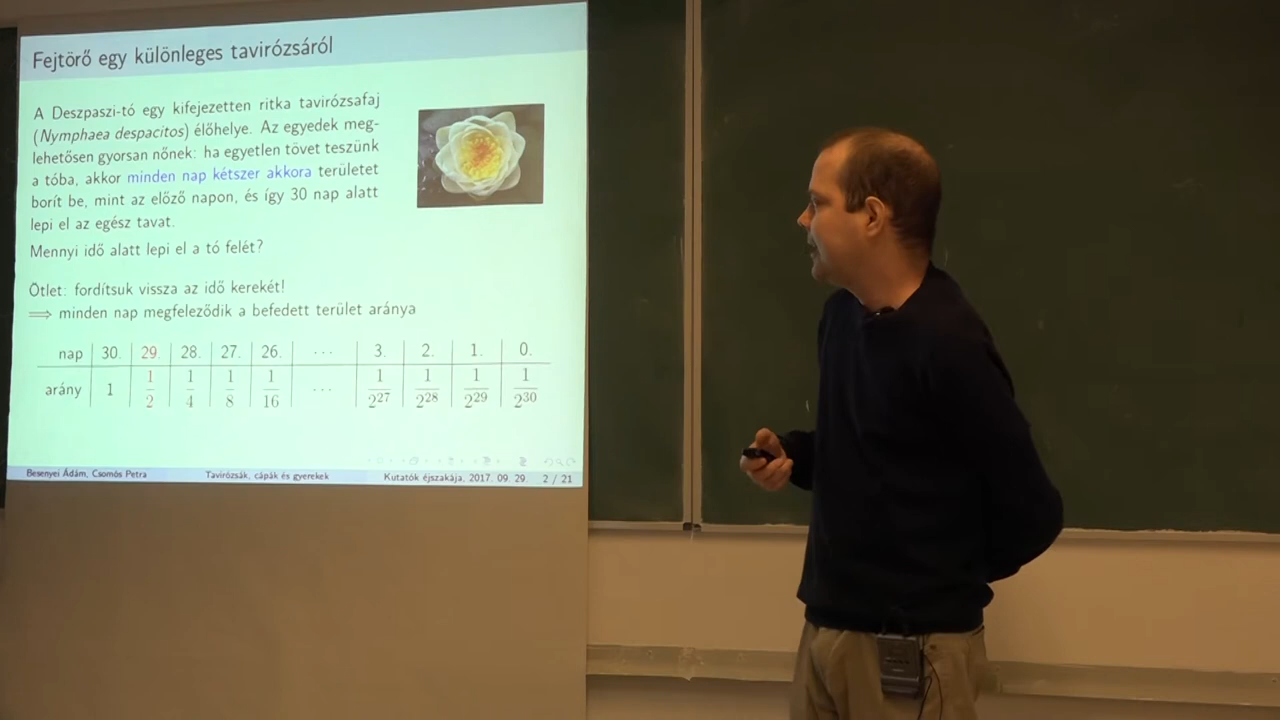 Fejtörő egy különleges tavirózsáról
A Deszpaszi-tó egy kifejezetten ritka tavirózsafaj
(Nymphaea despacitos) élőhelye. Az egyedek meg-
lehetősen gyorsan nőnek: ha egyetlen tövet teszünk
a tóba, akkor minden nap kétszer akkora területet
borít be, mint az előző napon, és így 30 nap alatt
lepi el az egész tavat.
Mennyi idő alatt lepi el a tó felét?
Ötlet: fordítsuk vissza az idő kerekét!
⟹ minden nap megfeleződik a befedett terület aránya
nap 30. 29. 28. 27. 26. ... 3. 2. 1. 0.
arány 1 1/2 1/4 1/8 1/16 ... 1/2^27 1/2^28 1/2^29 1/2^30
Besenyei Ádám, Csomós Petra Tavirózsák, cápák és gyerekek Kutatók éjszakája, 2017. 09. 29. 2 / 21